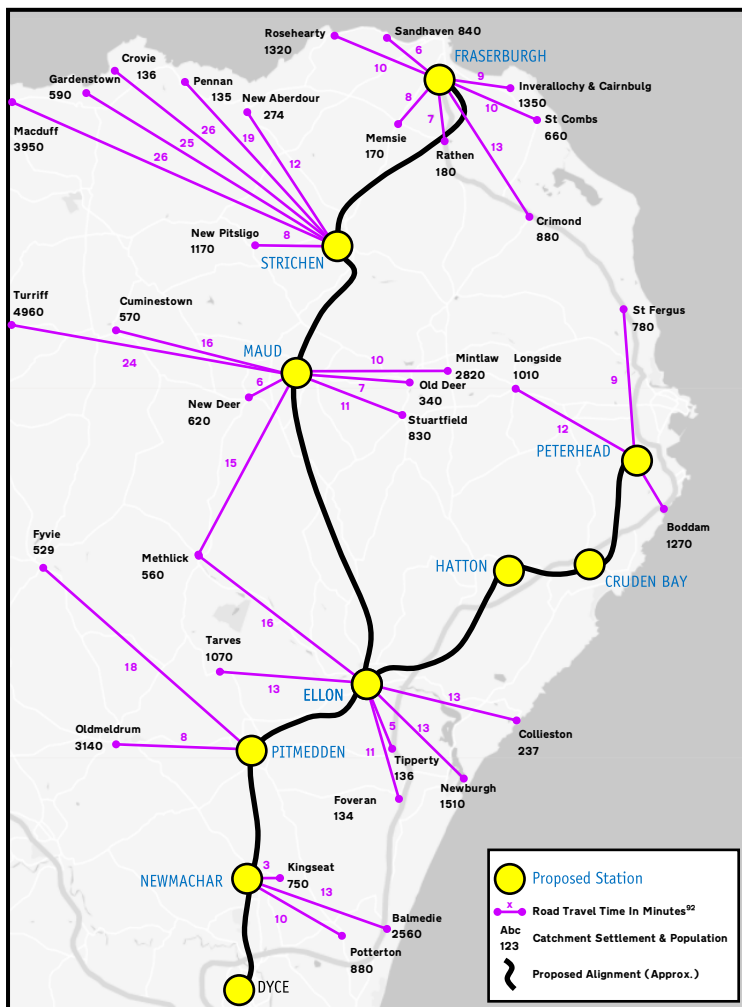 Rosehearty
1320
Sandhaven 840
6
10
FRASERBURGH
Crovie
136
Gardenstown
590
Pennan
135
New Aberdour
274
9
Inverallochy & Cairnbulg
1350
10
St Combs
660
8
7
Memsie
170
Rathen
180
13
Macduff
3950
26
25
26
19
12
Crimond
880
New Pitsligo
1170
8
STRICHEN
Turriff
4960
Cuminestown
570
16
24
MAUD
10
Mintlaw
2820
7
Old Deer
340
6
New Deer
620
11
Stuartfield
830
Longside
1010
St Fergus
780
9
12
PETERHEAD
Boddam
1270
15
Fyvie
529
Methlick
560
HATTON
CRUDEN BAY
16
Tarves
1070
13
ELLON
13
Collieston
237
18
5
13
11
Tipperty
136
Newburgh
1510
Foveran
134
Oldmeldrum
3140
8
PITMEDDEN
NEWMACHAR
3
Kingseat
750
13
10
Balmedie
2560
Potterton
880
DYCE
Proposed Station
x
Road Travel Time In Minutes92
Abc
123
Catchment Settlement & Population
Proposed Alignment (Approx.)